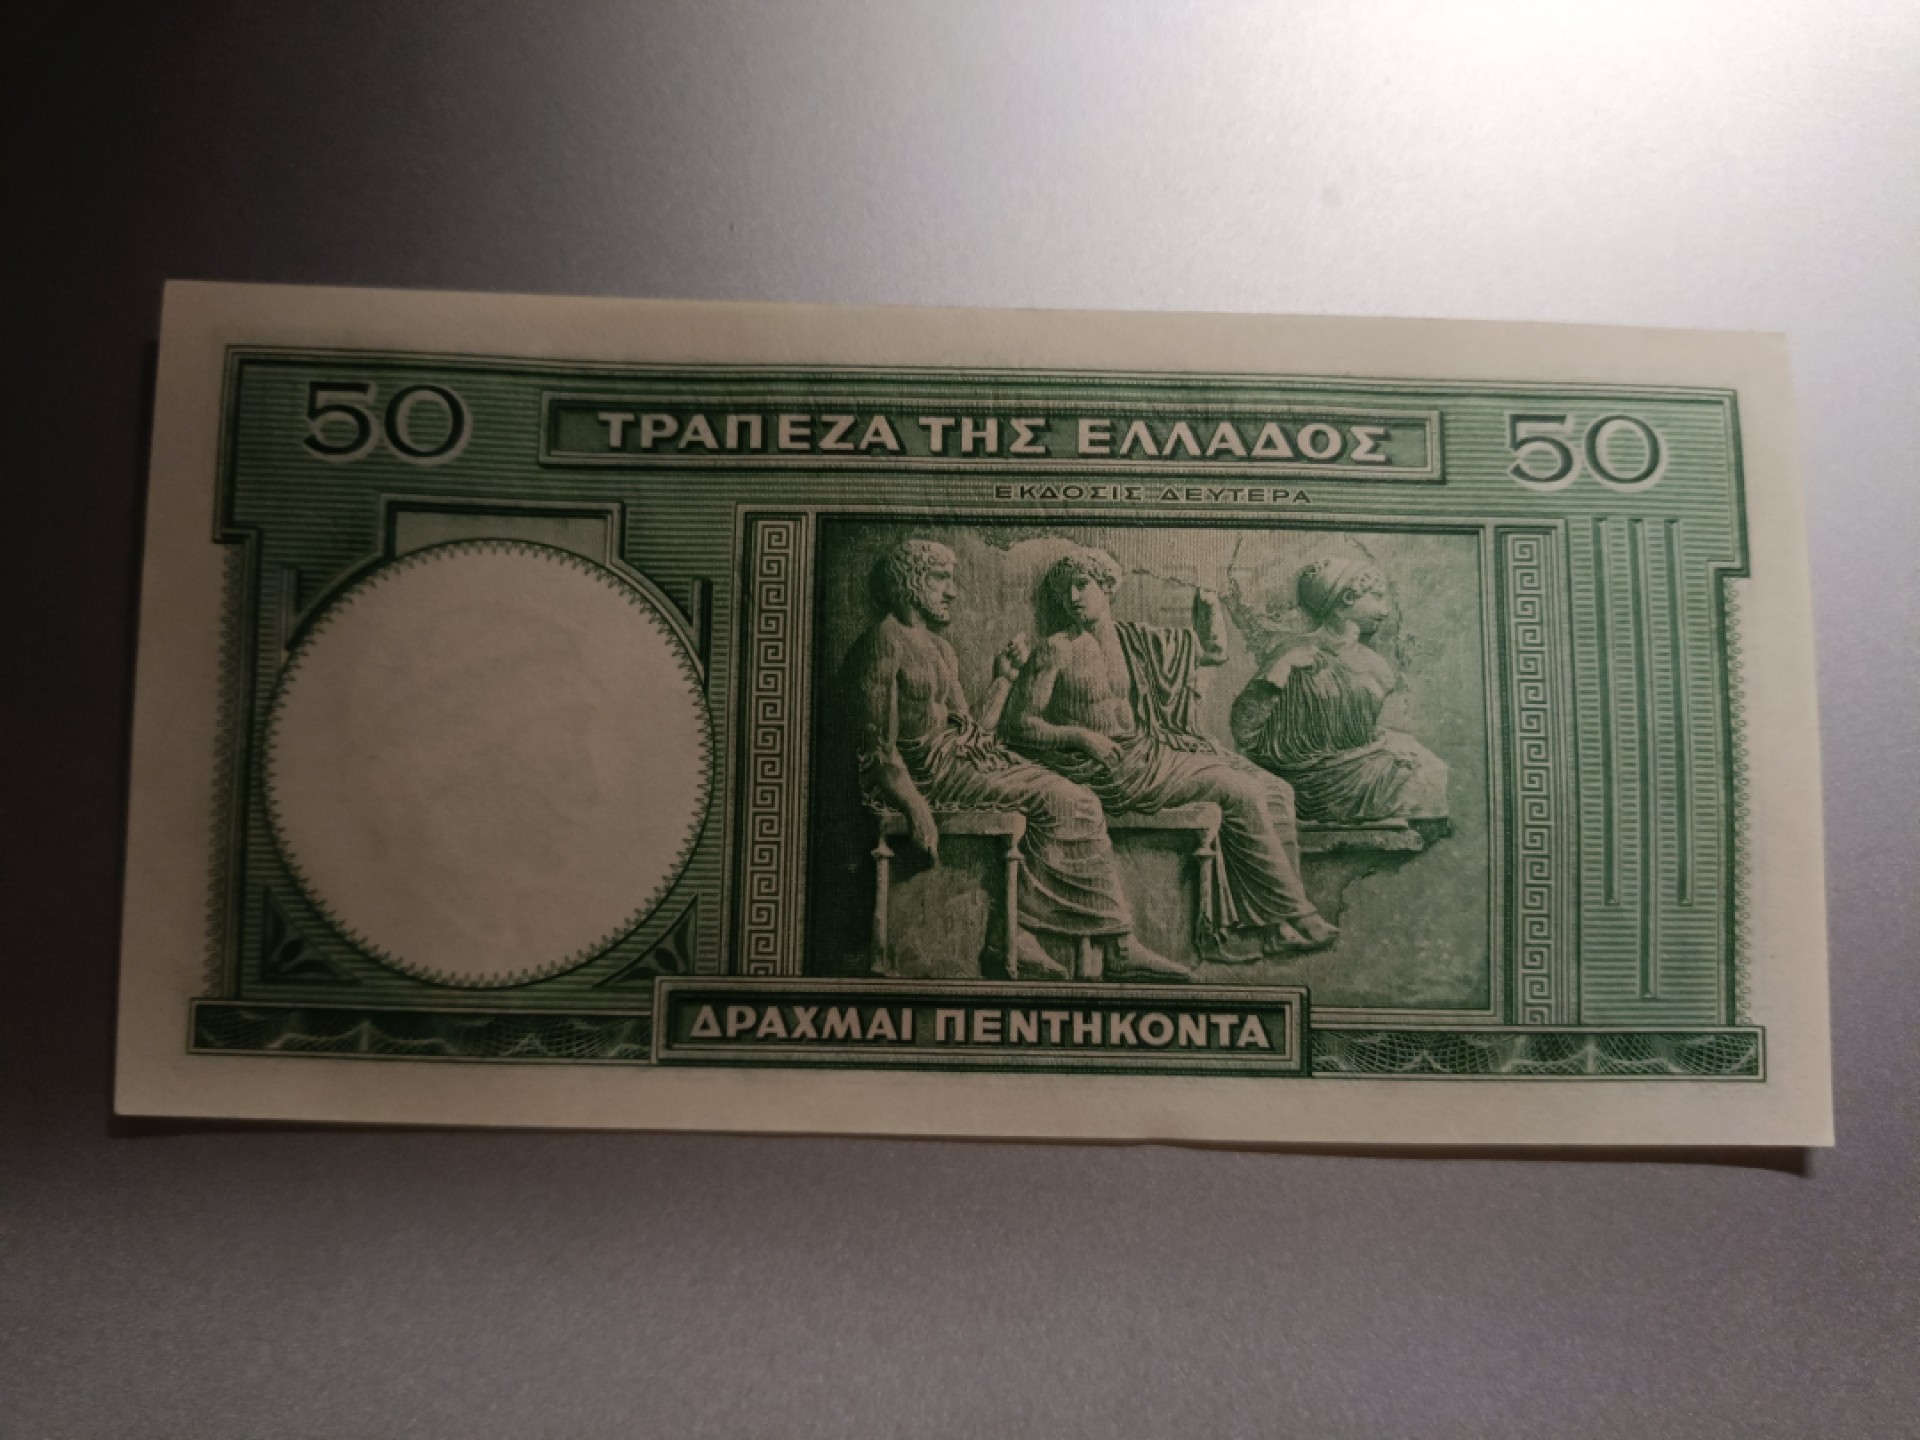 50 ΤΡΑΠΕΖΑ ΤΗΣ ΕΛΛΑΔΟΣ 50
ΕΚΔΟΣΙΣ ΔΕΥΤΕΡΑ
ΔΡΑΧΜΑΙ ΠΕΝΤΗΚΟΝΤΑ